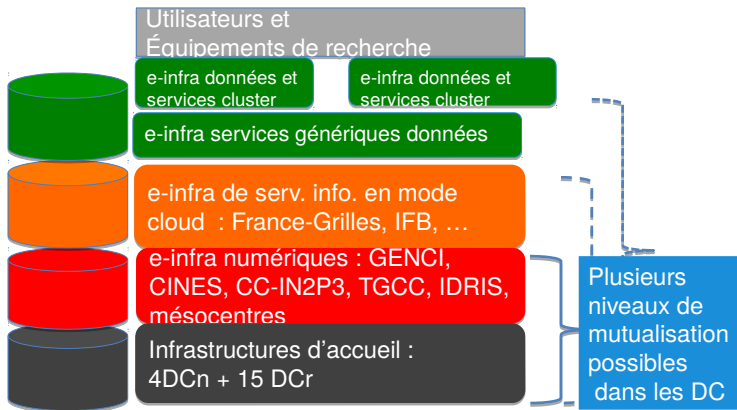 Utilisateurs et
Équipements de recherche
e-infra données et
services cluster
e-infra données et
services cluster
e-infra services génériques données
e-infra de serv. info. en mode
cloud : France-Grilles, IFB, …
e-infra numériques : GENCI,
CINES, CC-IN2P3, TGCC, IDRIS,
mésocentres
Infrastructures d’accueil :
4DCn + 15 DCr
Plusieurs
niveaux de
mutualisation
possibles
dans les DC